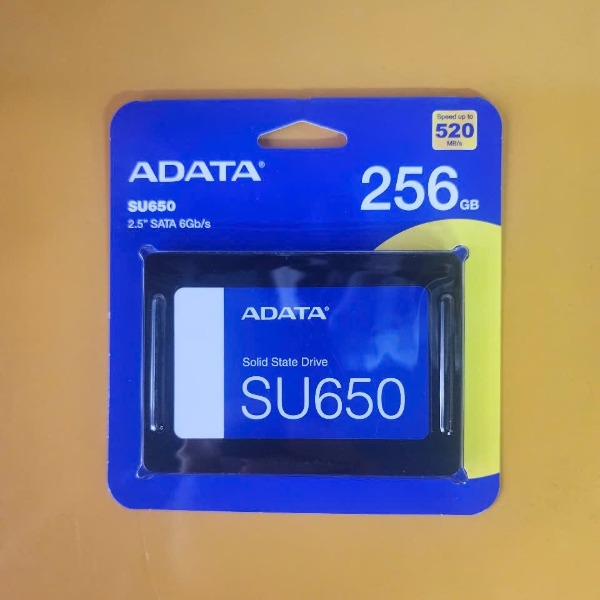 Speed up to
520
MB/s
ADATA®
256GB
SU650
2.5" SATA 6Gb/s
ADATA®
Solid State Drive
SU650